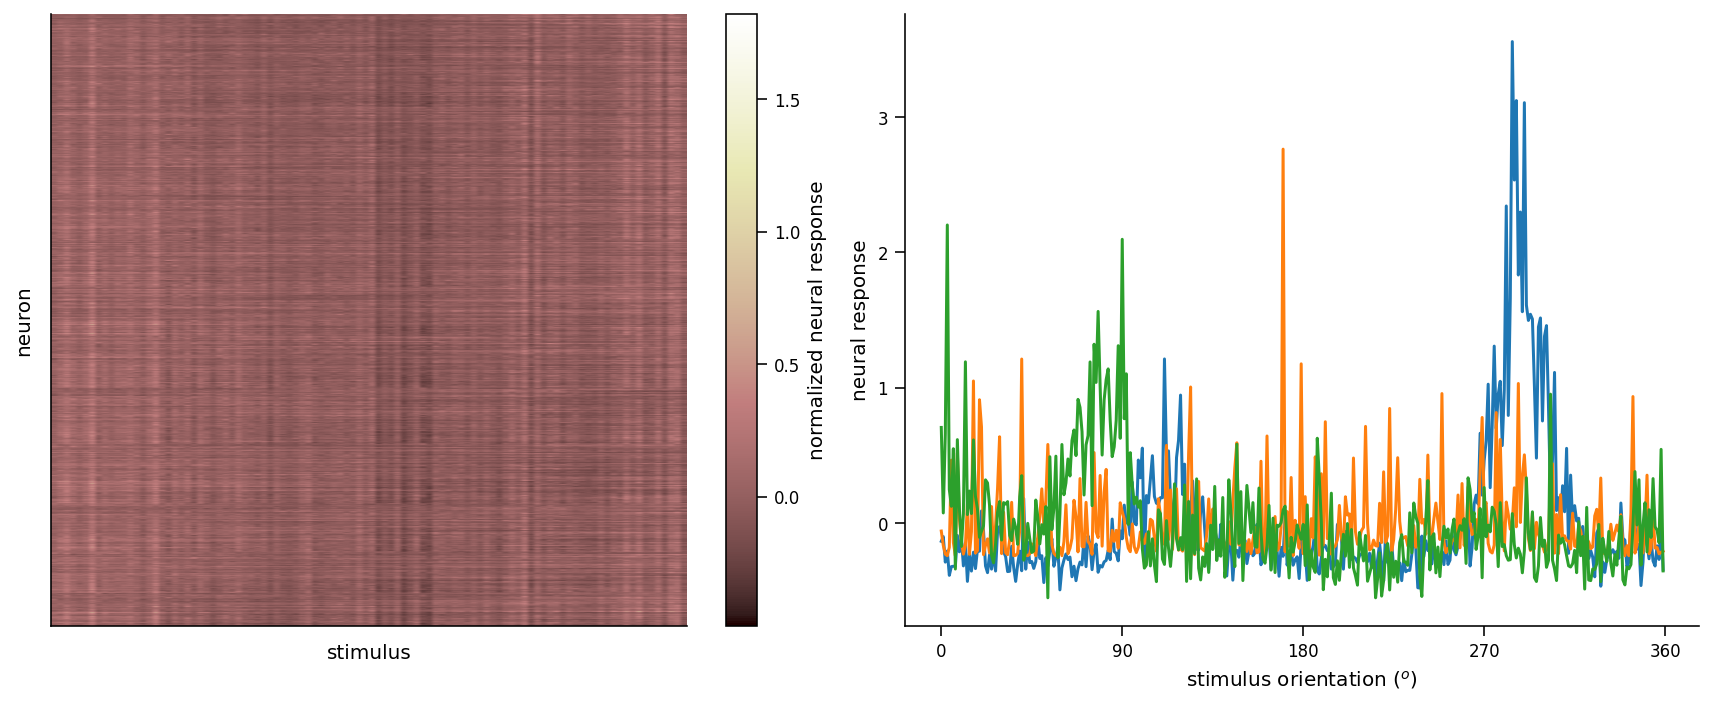 neuron
stimulus
1.5
1.0
0.5
0.0
normalized neural response
neural response
3
2
1
0
0
90
180
270
360
stimulus orientation (o)